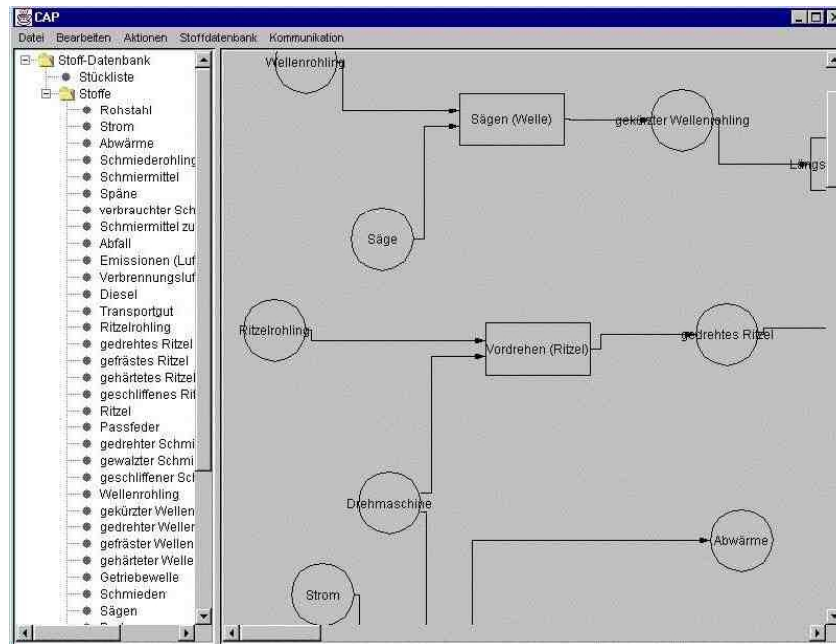 CAP
Datei Bearbeiten Aktionen Stoffdatenbank Kommunikation
Stoff-Datenbank
Stückliste
Stoffe
Rohstahl
Strom
Abwärme
Schmiederohling
Schmiermittel
Späne
verbrauchter Sch
Schmiermittel zu
Abfall
Emissionen (Luf
Verbrennungsluf
Diesel
Transportgut
Ritzelrohling
gedrehtes Ritzel
gefrästes Ritzel
gehärtetes Ritzel
geschliffenes Rit
Ritzel
Passfeder
gedrehter Schmi
gewalzter Schmi
geschliffener Sch
Wellenrohling
gekürzter Wellen
gedrehter Wellen
gefräster Wellen
gehärteter Welle
Getriebewelle
Schmieden
Sägen
Wellenrohling
Sägen (Welle)
gekürzter Wellenrohling
Längs
Säge
Ritzelrohling
Vordrehen (Ritzel)
gedrehtes Ritzel
Drehmaschine
Abwärme
Strom